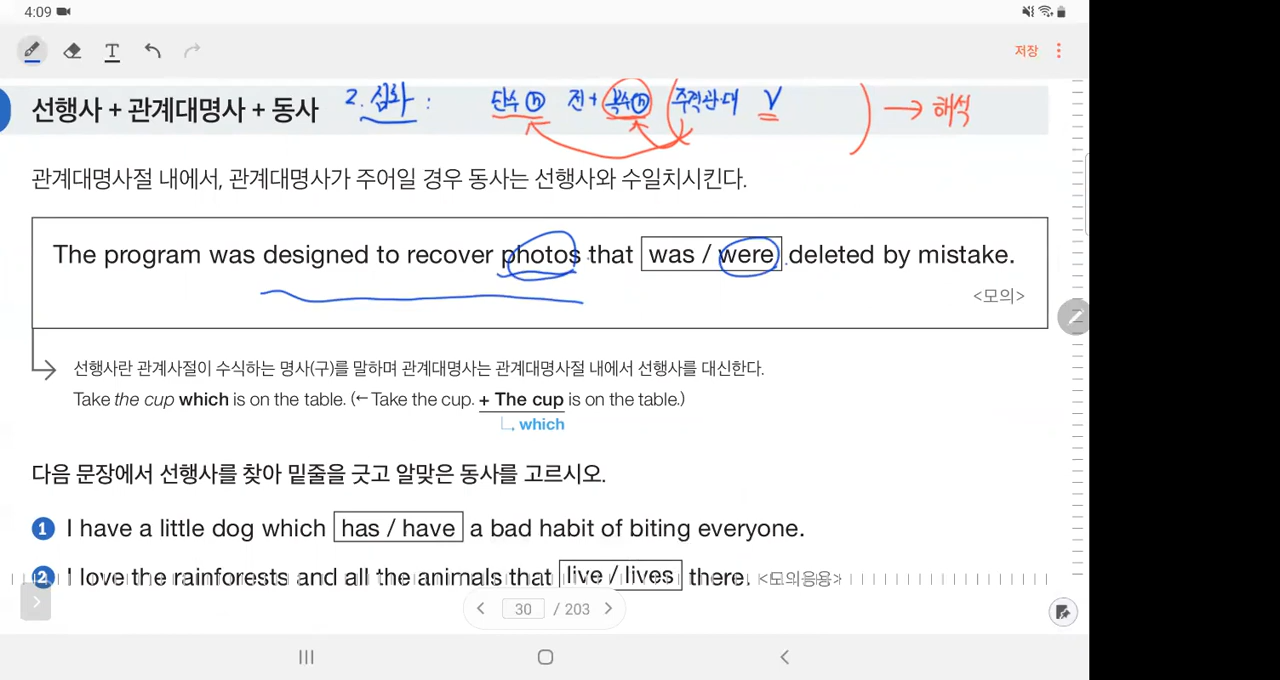 4:09
저장
선행사 + 관계대명사 + 동사 2. 심화 : 단수 ⓝ 전 + 복수ⓝ (주격관·대 V ) → 해석
관계대명사절 내에서, 관계대명사가 주어일 경우 동사는 선행사와 수일치시킨다.
The program was designed to recover photos that was / were deleted by mistake.
<모의>
선행사란 관계사절이 수식하는 명사(구)를 말하며 관계대명사는 관계대명사절 내에서 선행사를 대신한다.
Take the cup which is on the table. (← Take the cup. + The cup is on the table.)
which
다음 문장에서 선행사를 찾아 밑줄을 긋고 알맞은 동사를 고르시오.
1 I have a little dog which has / have a bad habit of biting everyone.
2 I love the rainforests and all the animals that live / lives there. <모의응용>
30 / 203